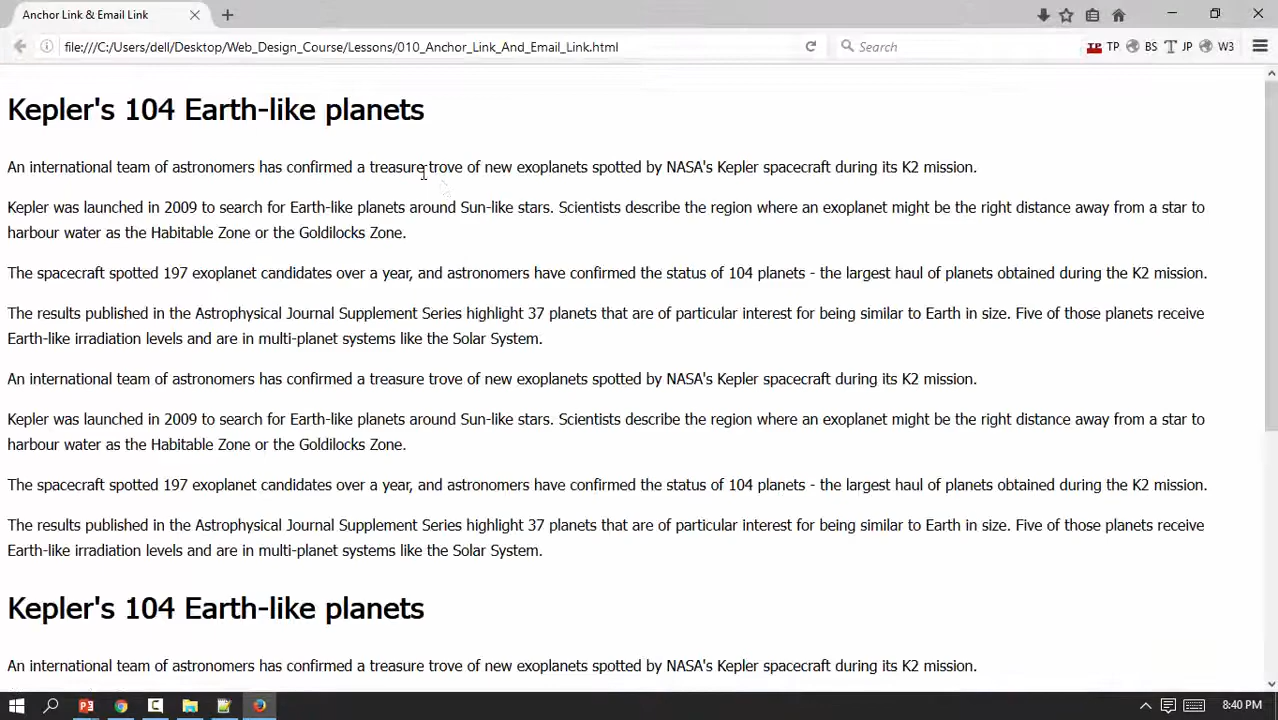 Anchor Link & Email Link
file:///C:/Users/dell/Desktop/Web_Design_Course/Lessons/010_Anchor_Link_And_Email_Link.html
Search
TP BS JP W3
Kepler's 104 Earth-like planets
An international team of astronomers has confirmed a treasure trove of new exoplanets spotted by NASA's Kepler spacecraft during its K2 mission.
Kepler was launched in 2009 to search for Earth-like planets around Sun-like stars. Scientists describe the region where an exoplanet might be the right distance away from a star to
harbour water as the Habitable Zone or the Goldilocks Zone.
The spacecraft spotted 197 exoplanet candidates over a year, and astronomers have confirmed the status of 104 planets - the largest haul of planets obtained during the K2 mission.
The results published in the Astrophysical Journal Supplement Series highlight 37 planets that are of particular interest for being similar to Earth in size. Five of those planets receive
Earth-like irradiation levels and are in multi-planet systems like the Solar System.
An international team of astronomers has confirmed a treasure trove of new exoplanets spotted by NASA's Kepler spacecraft during its K2 mission.
Kepler was launched in 2009 to search for Earth-like planets around Sun-like stars. Scientists describe the region where an exoplanet might be the right distance away from a star to
harbour water as the Habitable Zone or the Goldilocks Zone.
The spacecraft spotted 197 exoplanet candidates over a year, and astronomers have confirmed the status of 104 planets - the largest haul of planets obtained during the K2 mission.
The results published in the Astrophysical Journal Supplement Series highlight 37 planets that are of particular interest for being similar to Earth in size. Five of those planets receive
Earth-like irradiation levels and are in multi-planet systems like the Solar System.
Kepler's 104 Earth-like planets
An international team of astronomers has confirmed a treasure trove of new exoplanets spotted by NASA's Kepler spacecraft during its K2 mission.
8:40 PM